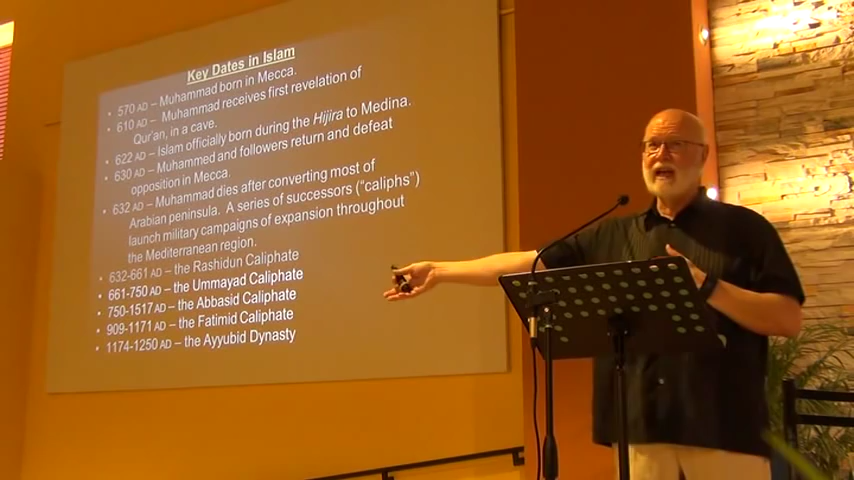 Key Dates in Islam
• 570 AD – Muhammad born in Mecca.
• 610 AD – Muhammad receives first revelation of
Qur'an, in a cave.
• 622 AD – Islam officially born during the Hijira to Medina.
• 630 AD – Muhammed and followers return and defeat
opposition in Mecca.
• 632 AD – Muhammad dies after converting most of
Arabian peninsula. A series of successors ("caliphs")
launch military campaigns of expansion throughout
the Mediterranean region.
• 632-661 AD – the Rashidun Caliphate
• 661-750 AD – the Ummayad Caliphate
• 750-1517 AD – the Abbasid Caliphate
• 909-1171 AD – the Fatimid Caliphate
• 1174-1250 AD – the Ayyubid Dynasty